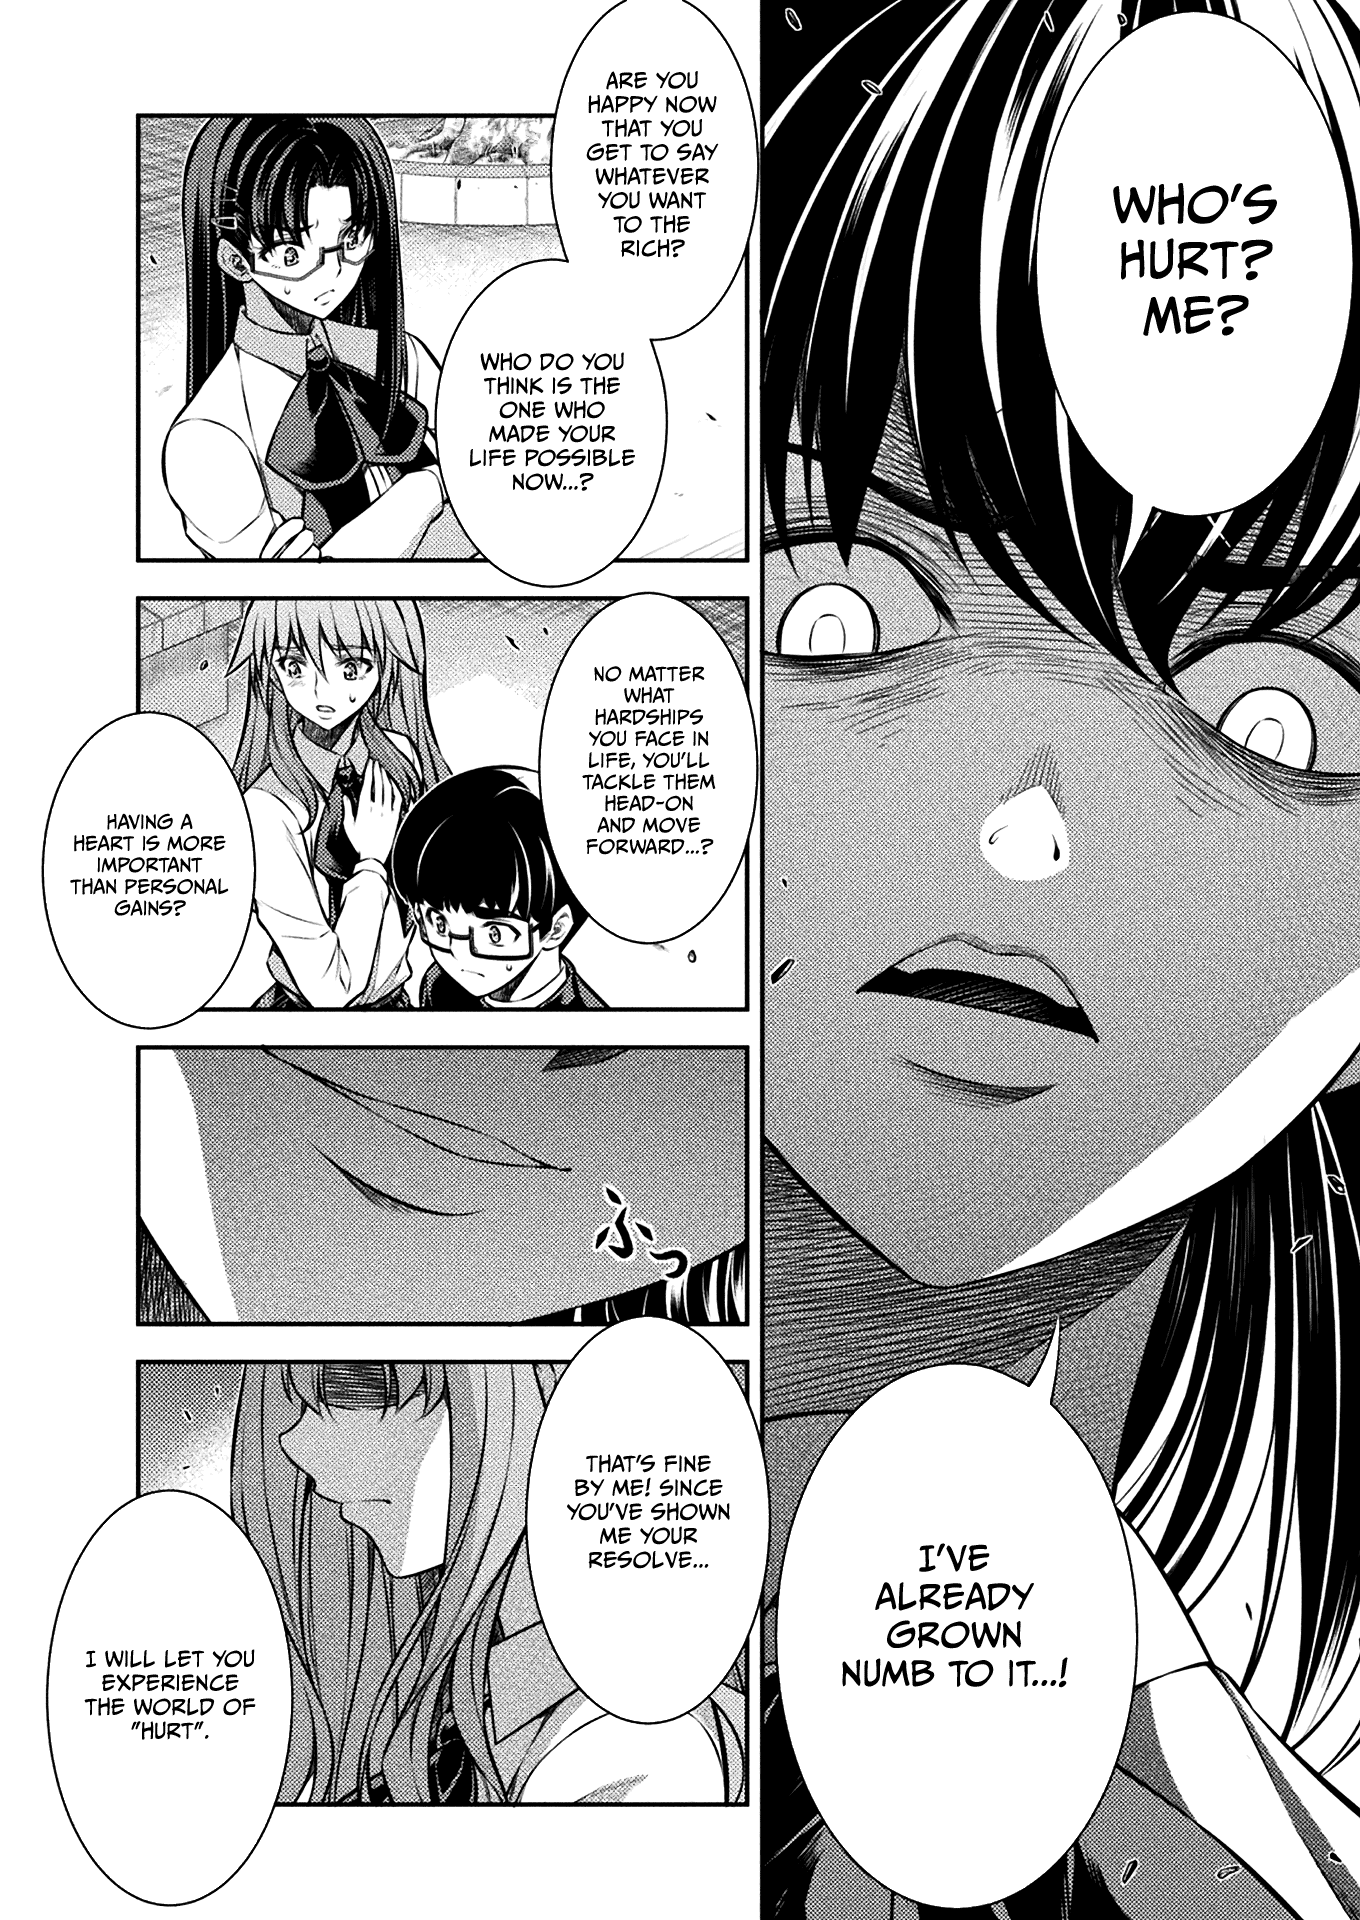 WHO'S
HURT?
ME?
I'VE
ALREADY
GROWN
NUMB TO IT...!
ARE YOU
HAPPY NOW
THAT YOU
GET TO SAY
WHATEVER
YOU WANT
TO THE
RICH?
WHO DO YOU
THINK IS THE
ONE WHO
MADE YOUR
LIFE POSSIBLE
NOW...?
NO MATTER
WHAT
HARDSHIPS
YOU FACE IN
LIFE, YOU'LL
TACKLE THEM
HEAD-ON
AND MOVE
FORWARD...?
HAVING A
HEART IS MORE
IMPORTANT
THAN PERSONAL
GAINS?
ふっ
THAT'S FINE
BY ME! SINCE
YOU'VE SHOWN
ME YOUR
RESOLVE...
I WILL LET YOU
EXPERIENCE
THE WORLD OF
"HURT".